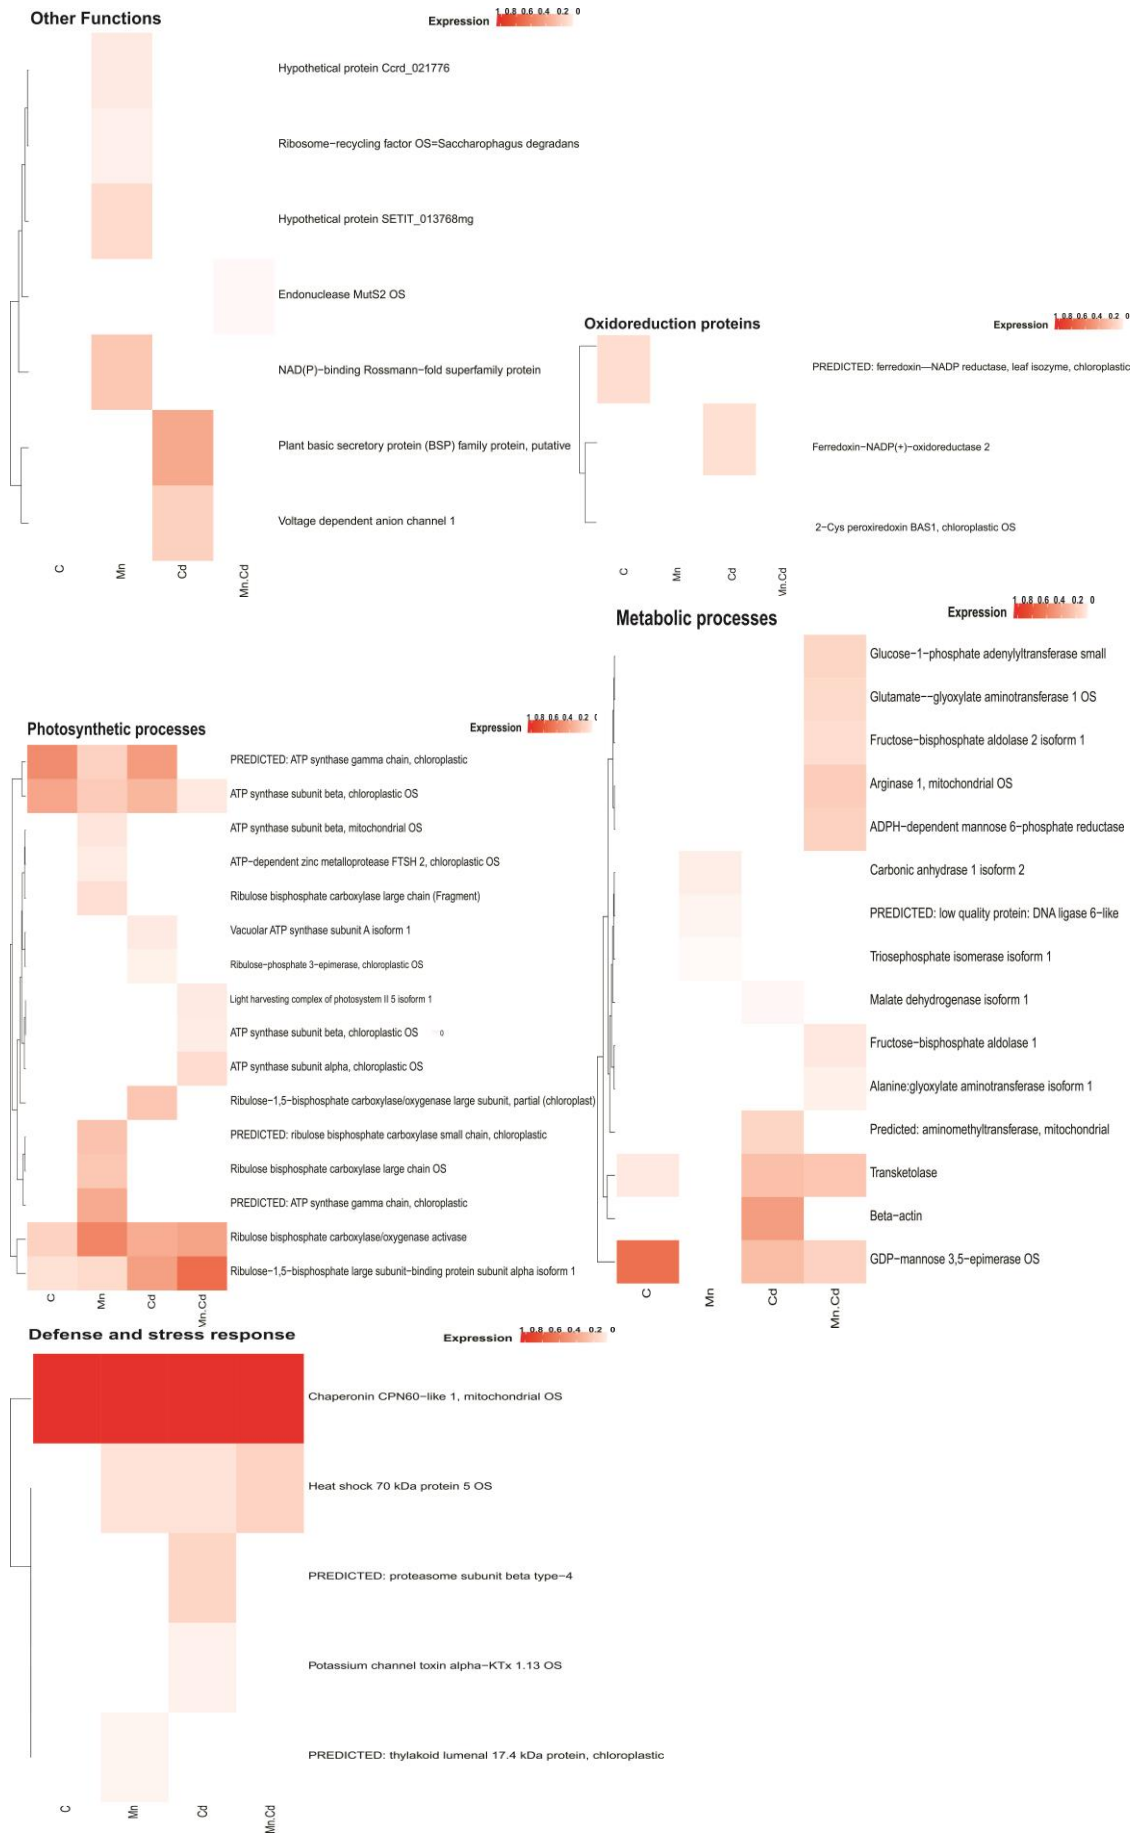 Other Functions
Expression 1 0.8 0.6 0.4 0.2 0
Hypothetical protein Ccrd_021776
Ribosome−recycling factor OS=Saccharophagus degradans
Hypothetical protein SETIT_013768mg
Endonuclease MutS2 OS
NAD(P)−binding Rossmann−fold superfamily protein
Plant basic secretory protein (BSP) family protein, putative
Voltage dependent anion channel 1
C Mn Cd Mn.Cd
Oxidoreduction proteins
Expression 1 0.8 0.6 0.4 0.2 0
PREDICTED: ferredoxin—NADP reductase, leaf isozyme, chloroplastic
Ferredoxin−NADP(+)−oxidoreductase 2
2−Cys peroxiredoxin BAS1, chloroplastic OS
C Mn Cd Mn.Cd
Metabolic processes
Expression 1 0.8 0.6 0.4 0.2 0
Glucose−1−phosphate adenylyltransferase small
Glutamate−−glyoxylate aminotransferase 1 OS
Fructose−bisphosphate aldolase 2 isoform 1
Arginase 1, mitochondrial OS
ADPH−dependent mannose 6−phosphate reductase
Carbonic anhydrase 1 isoform 2
PREDICTED: low quality protein: DNA ligase 6−like
Triosephosphate isomerase isoform 1
Malate dehydrogenase isoform 1
Fructose−bisphosphate aldolase 1
Alanine:glyoxylate aminotransferase isoform 1
Predicted: aminomethyltransferase, mitochondrial
Transketolase
Beta−actin
GDP−mannose 3,5−epimerase OS
C Mn Cd Mn.Cd
Photosynthetic processes
Expression 1 0.8 0.6 0.4 0.2 0
PREDICTED: ATP synthase gamma chain, chloroplastic
ATP synthase subunit beta, chloroplastic OS
ATP synthase subunit beta, mitochondrial OS
ATP−dependent zinc metalloprotease FTSH 2, chloroplastic OS
Ribulose bisphosphate carboxylase large chain (Fragment)
Vacuolar ATP synthase subunit A isoform 1
Ribulose−phosphate 3−epimerase, chloroplastic OS
Light harvesting complex of photosystem II 5 isoform 1
ATP synthase subunit beta, chloroplastic OS 0
ATP synthase subunit alpha, chloroplastic OS
Ribulose−1,5−bisphosphate carboxylase/oxygenase large subunit, partial (chloroplast)
PREDICTED: ribulose bisphosphate carboxylase small chain, chloroplastic
Ribulose bisphosphate carboxylase large chain OS
PREDICTED: ATP synthase gamma chain, chloroplastic
Ribulose bisphosphate carboxylase/oxygenase activase
Ribulose−1,5−bisphosphate large subunit−binding protein subunit alpha isoform 1
C Mn Cd Mn.Cd
Defense and stress response
Expression 1 0.8 0.6 0.4 0.2 0
Chaperonin CPN60−like 1, mitochondrial OS
Heat shock 70 kDa protein 5 OS
PREDICTED: proteasome subunit beta type−4
Potassium channel toxin alpha−KTx 1.13 OS
PREDICTED: thylakoid lumenal 17.4 kDa protein, chloroplastic
C Mn Cd Mn.Cd